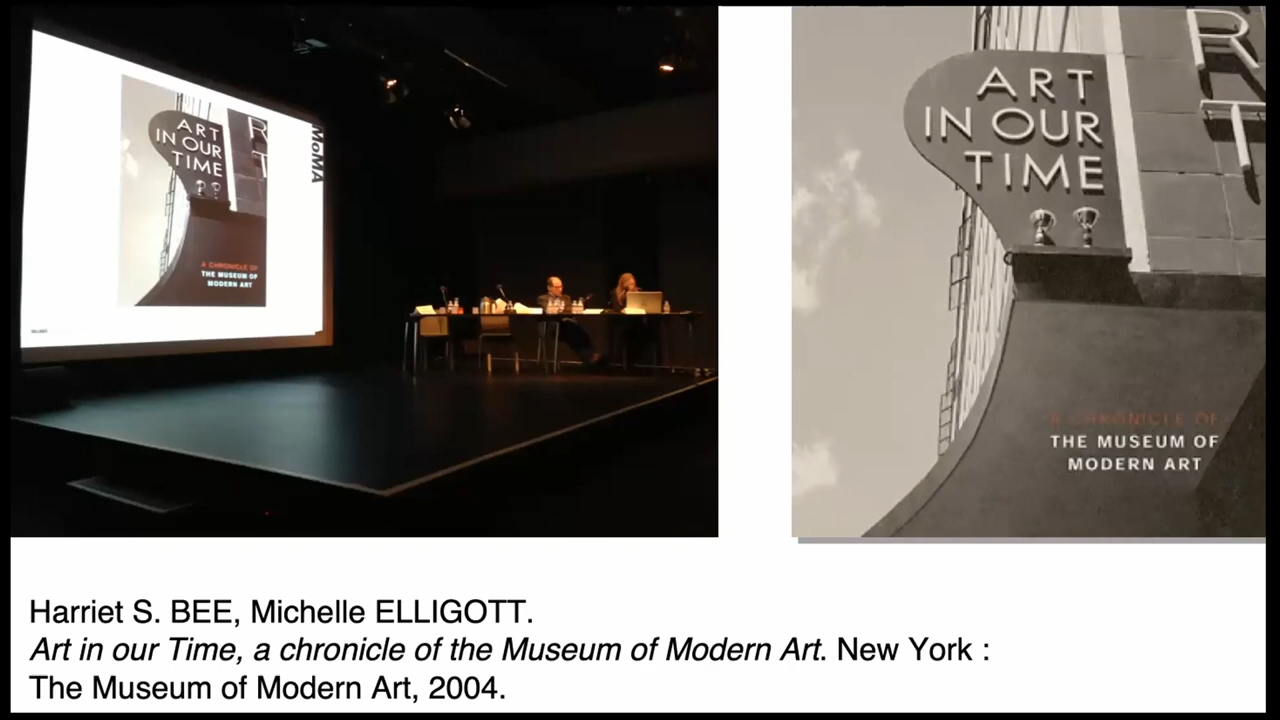 ART
IN OUR
TIME
A CHRONICLE OF
THE MUSEUM OF
MODERN ART
MoMA
R
T
ART
IN OUR
TIME
R
T
A CHRONICLE OF
THE MUSEUM OF
MODERN ART
Harriet S. BEE, Michelle ELLIGOTT.
Art in our Time, a chronicle of the Museum of Modern Art. New York :
The Museum of Modern Art, 2004.